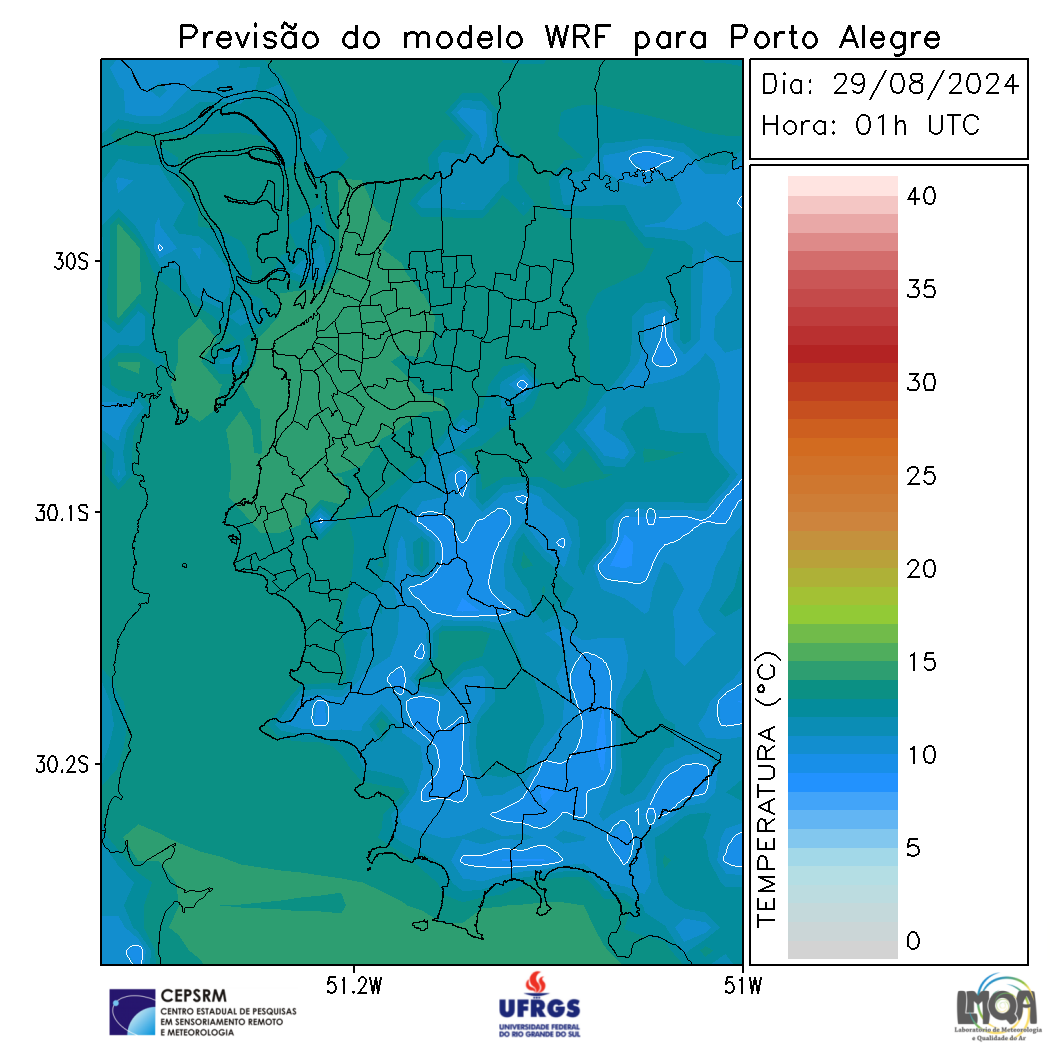 Previsão do modelo WRF para Porto Alegre
Dia: 29/08/2024
Hora: 01h UTC
40
35
30
25
20
15
10
5
0
TEMPERATURA (°C)
30S
30.1S
30.2S
10
10
51.2W
51W
CEPSRM
CENTRO ESTADUAL DE PESQUISAS
EM SENSORIAMENTO REMOTO
E METEOROLOGIA
UFRGS
UNIVERSIDADE FEDERAL
DO RIO GRANDE DO SUL
LMQA
Laboratório de Meteorologia
e Qualidade do Ar